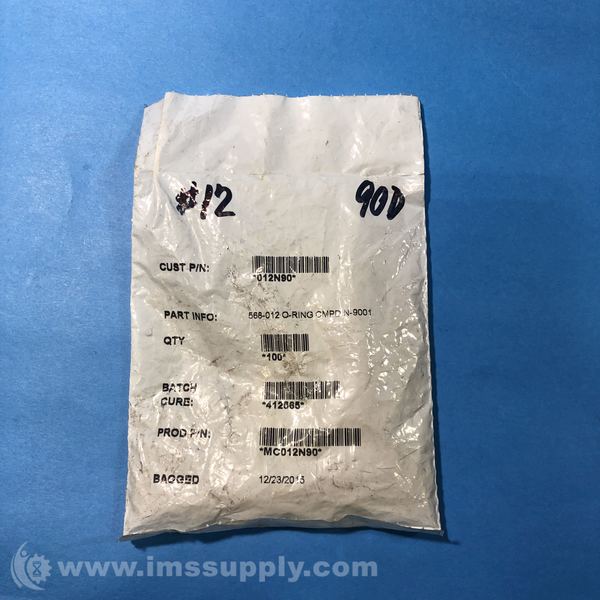 #12 90D
CUST P/N: *012N90*
PART INFO: 568-012 O-RING CMPD N-9001
QTY *100*
BATCH
CURE: *412565*
PROD P/N: *MC012N90*
BAGGED 12/23/2015
www.imssupply.com